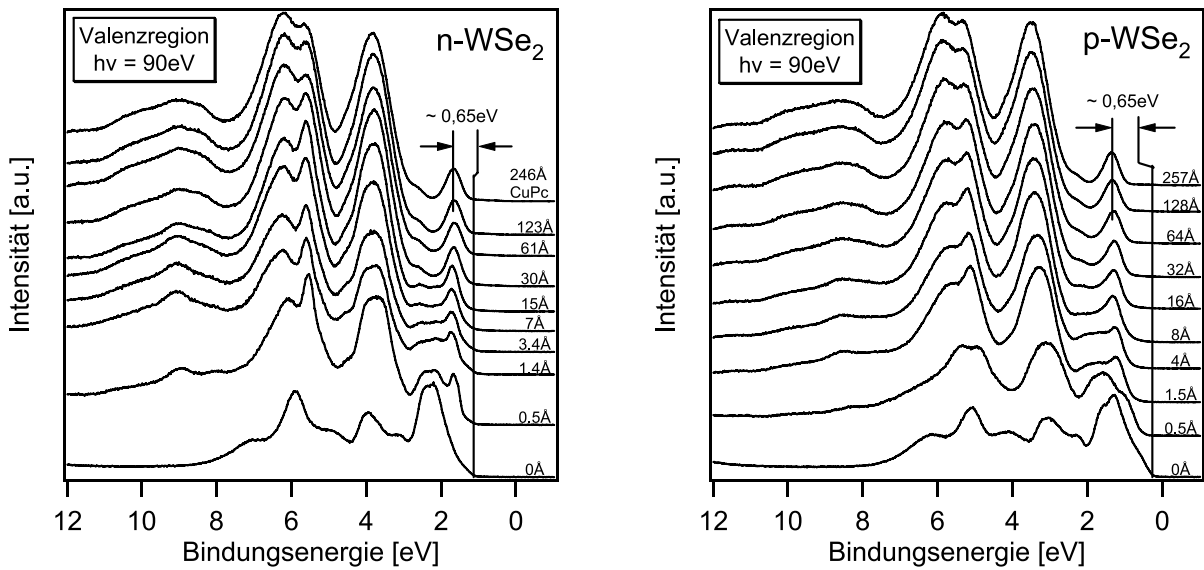 Valenzregion
hv = 90eV
n-WSe2
~ 0,65eV
246Å
CuPc
123Å
61Å
30Å
15Å
7Å
3.4Å
1.4Å
0.5Å
0Å
Intensität [a.u.]
12 10 8 6 4 2 0
Bindungsenergie [eV]
Valenzregion
hv = 90eV
p-WSe2
~ 0,65eV
257Å
128Å
64Å
32Å
16Å
8Å
4Å
1.5Å
0.5Å
0Å
Intensität [a.u.]
12 10 8 6 4 2 0
Bindungsenergie [eV]